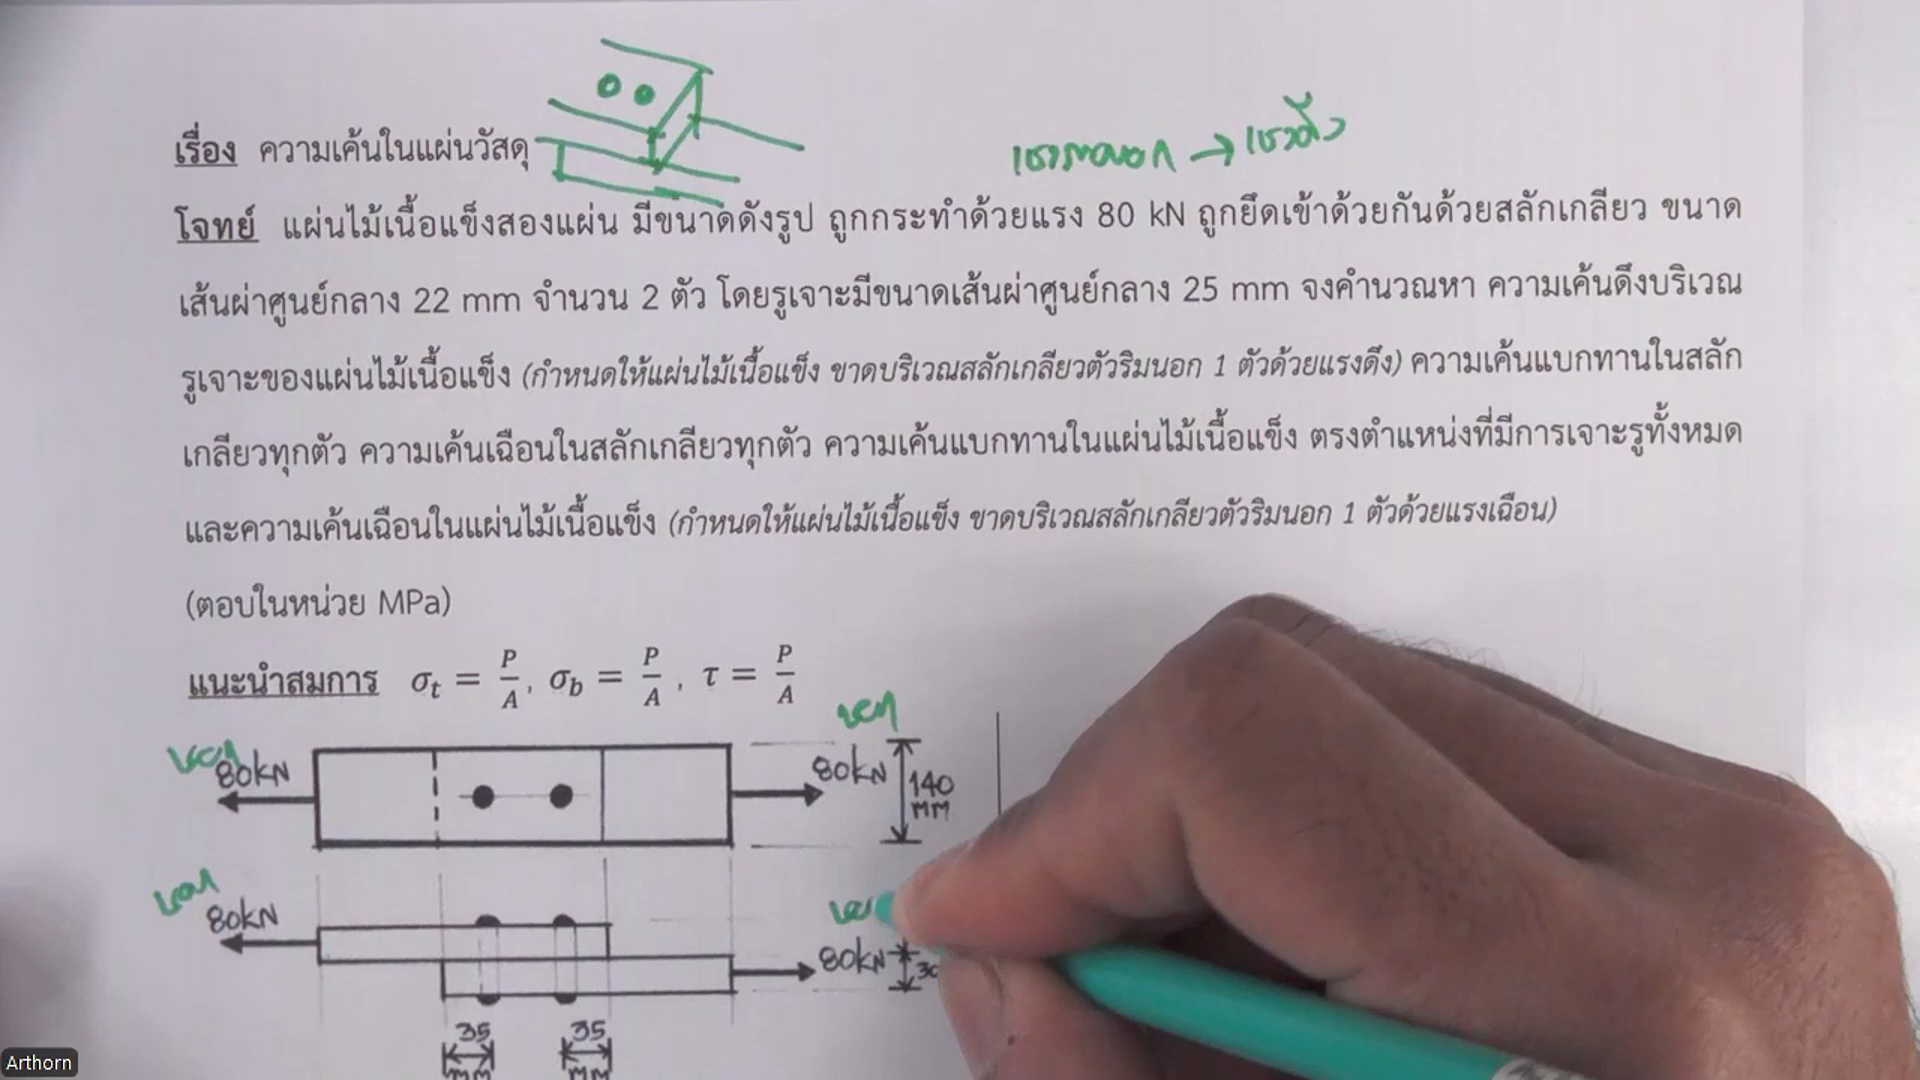 แรงภายนอก → แรงดึง
เรื่อง ความเค้นในแผ่นวัสดุ
โจทย์ แผ่นไม้เนื้อแข็งสองแผ่น มีขนาดดังรูป ถูกกระทำด้วยแรง 80 kN ถูกยึดเข้าด้วยกันด้วยสลักเกลียว ขนาด
เส้นผ่าศูนย์กลาง 22 mm จำนวน 2 ตัว โดยรูเจาะมีขนาดเส้นผ่าศูนย์กลาง 25 mm จงคำนวณหา ความเค้นดึงบริเวณ
รูเจาะของแผ่นไม้เนื้อแข็ง (กำหนดให้แผ่นไม้เนื้อแข็ง ขาดบริเวณสลักเกลียวตัวริมนอก 1 ตัวด้วยแรงดึง) ความเค้นแบกทานในสลัก
เกลียวทุกตัว ความเค้นเฉือนในสลักเกลียวทุกตัว ความเค้นแบกทานในแผ่นไม้เนื้อแข็ง ตรงตำแหน่งที่มีการเจาะรูทั้งหมด
และความเค้นเฉือนในแผ่นไม้เนื้อแข็ง (กำหนดให้แผ่นไม้เนื้อแข็ง ขาดบริเวณสลักเกลียวตัวริมนอก 1 ตัวด้วยแรงเฉือน)
(ตอบในหน่วย MPa)
แนะนำสมการ σt = P/A, σb = P/A, τ = P/A
80kN
80kN
140
mm
80kN
80kN
30
35
mm
35
mm
Arthorn